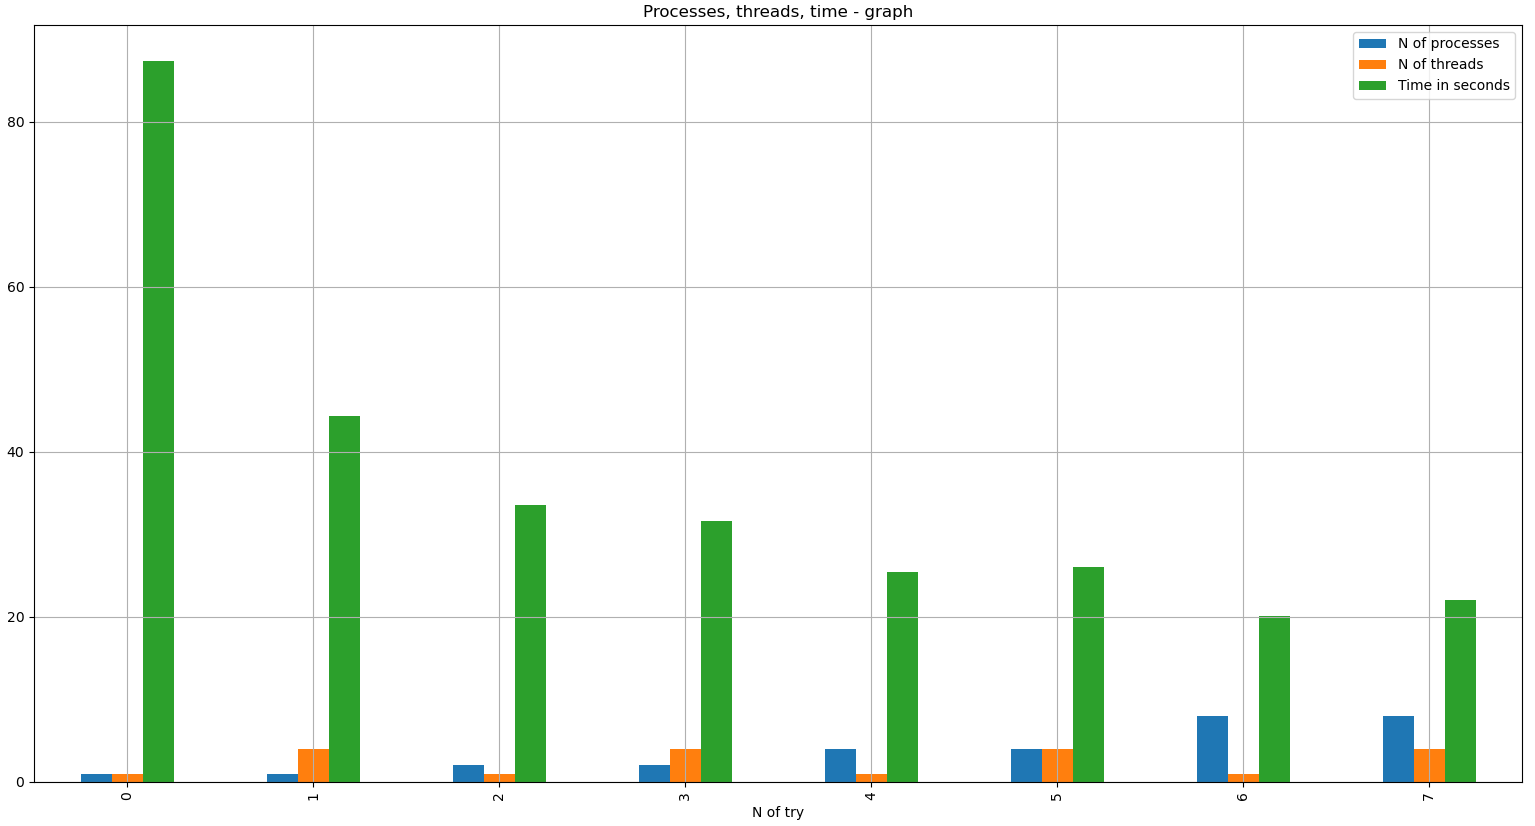 Processes, threads, time - graph
N of processes
N of threads
Time in seconds
80
60
40
20
0
0 1 2 3 4 5 6 7
N of try